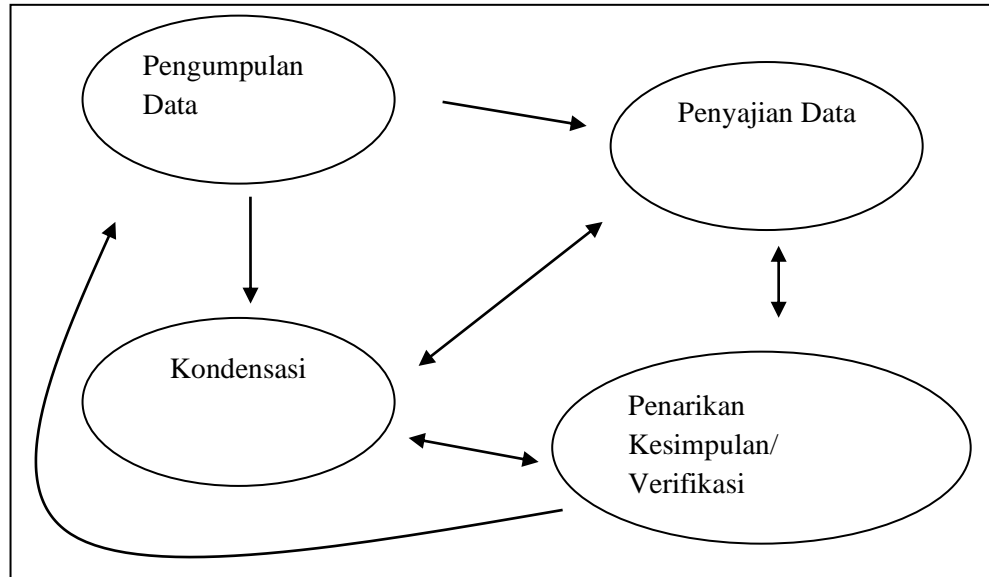 Pengumpulan
Data
Penyajian Data
Kondensasi
Penarikan
Kesimpulan/
Verifikasi